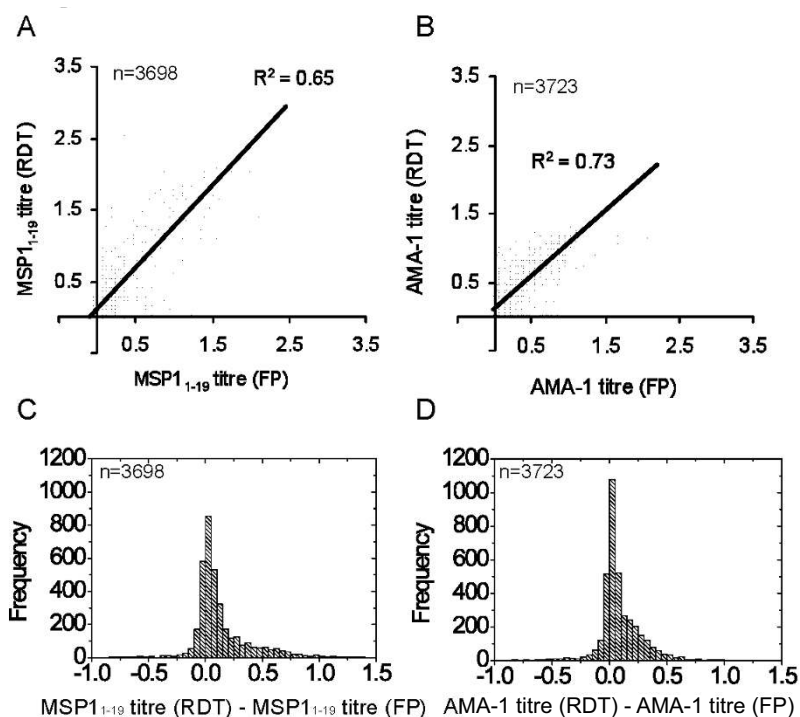 A
MSP1₁₋₁₉ titre (RDT)
3.5
2.5
1.5
0.5
n=3698
R² = 0.65
0.5 1.5 2.5 3.5
MSP1₁₋₁₉ titre (FP)
B
AMA-1 titre (RDT)
3.5
2.5
1.5
0.5
n=3723
R² = 0.73
0.5 1.5 2.5 3.5
AMA-1 titre (FP)
C
Frequency
1200
1000
800
600
400
200
0
n=3698
-1.0 -0.5 0.0 0.5 1.0 1.5
MSP1₁₋₁₉ titre (RDT) - MSP1₁₋₁₉ titre (FP)
D
Frequency
1200
1000
800
600
400
200
0
n=3723
-1.0 -0.5 0.0 0.5 1.0 1.5
AMA-1 titre (RDT) - AMA-1 titre (FP)